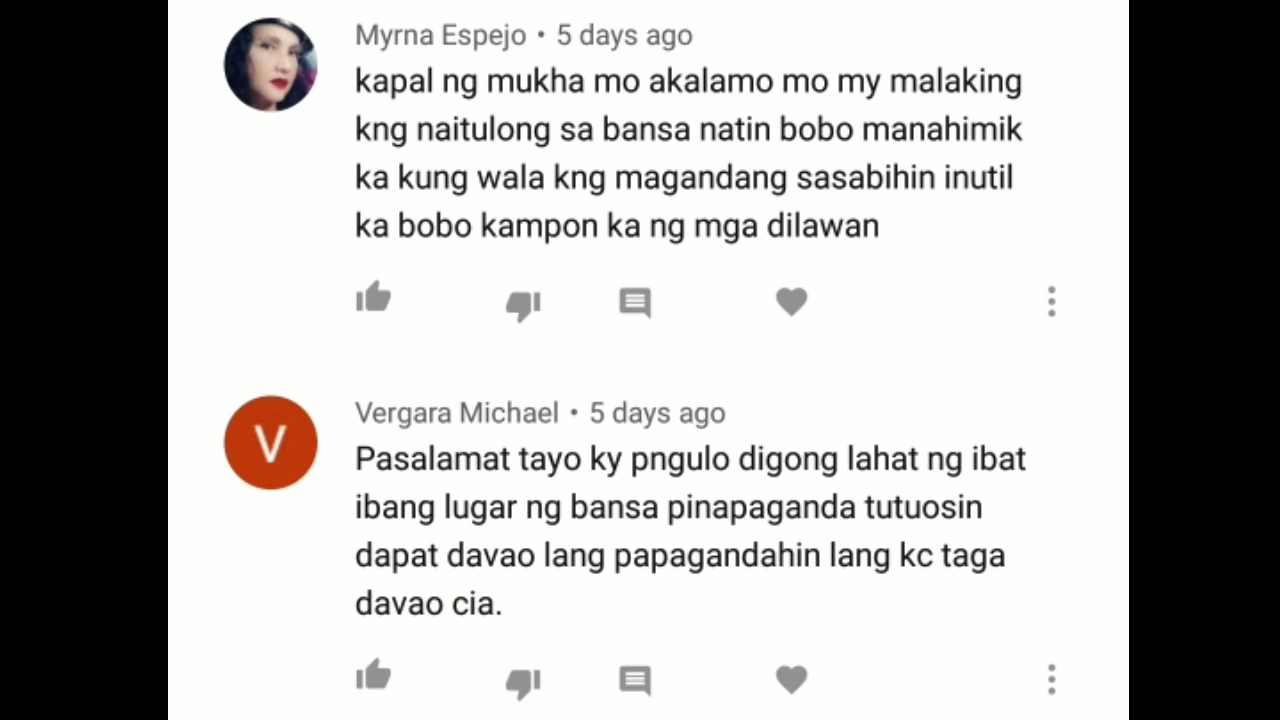 Myrna Espejo • 5 days ago
kapal ng mukha mo akalamo mo my malaking
kng naitulong sa bansa natin bobo manahimik
ka kung wala kng magandang sasabihin inutil
ka bobo kampon ka ng mga dilawan
V
Vergara Michael • 5 days ago
Pasalamat tayo ky pngulo digong lahat ng ibat
ibang lugar ng bansa pinapaganda tutuosin
dapat davao lang papagandahin lang kc taga
davao cia.